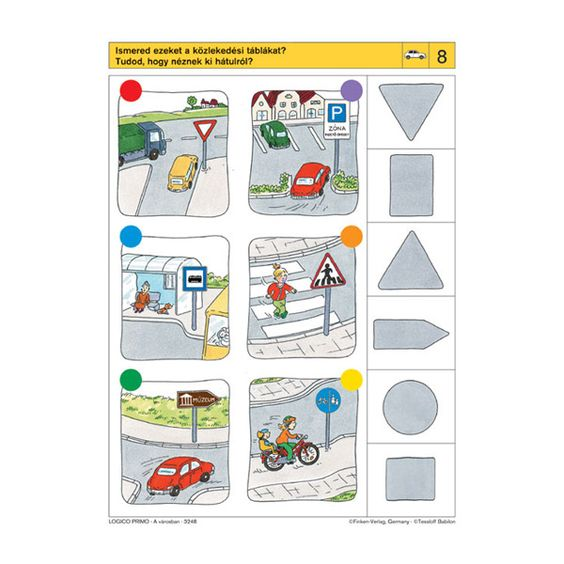 Ismered ezeket a közlekedési táblákat?
Tudod, hogy néznek ki hátulról?
8
P
ZÓNA
MÚZEUM
LOGICO PRIMO · A városban · 3248
©Finken-Verlag, Germany · ©Tessloff Babilon